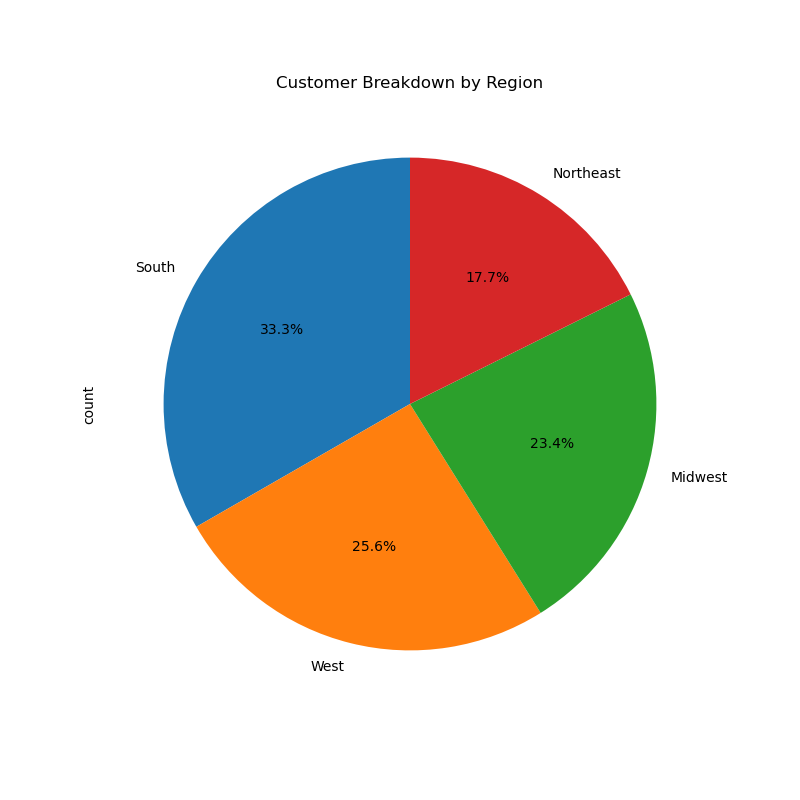 Customer Breakdown by Region
Northeast
South
17.7%
33.3%
count
23.4%
Midwest
25.6%
West